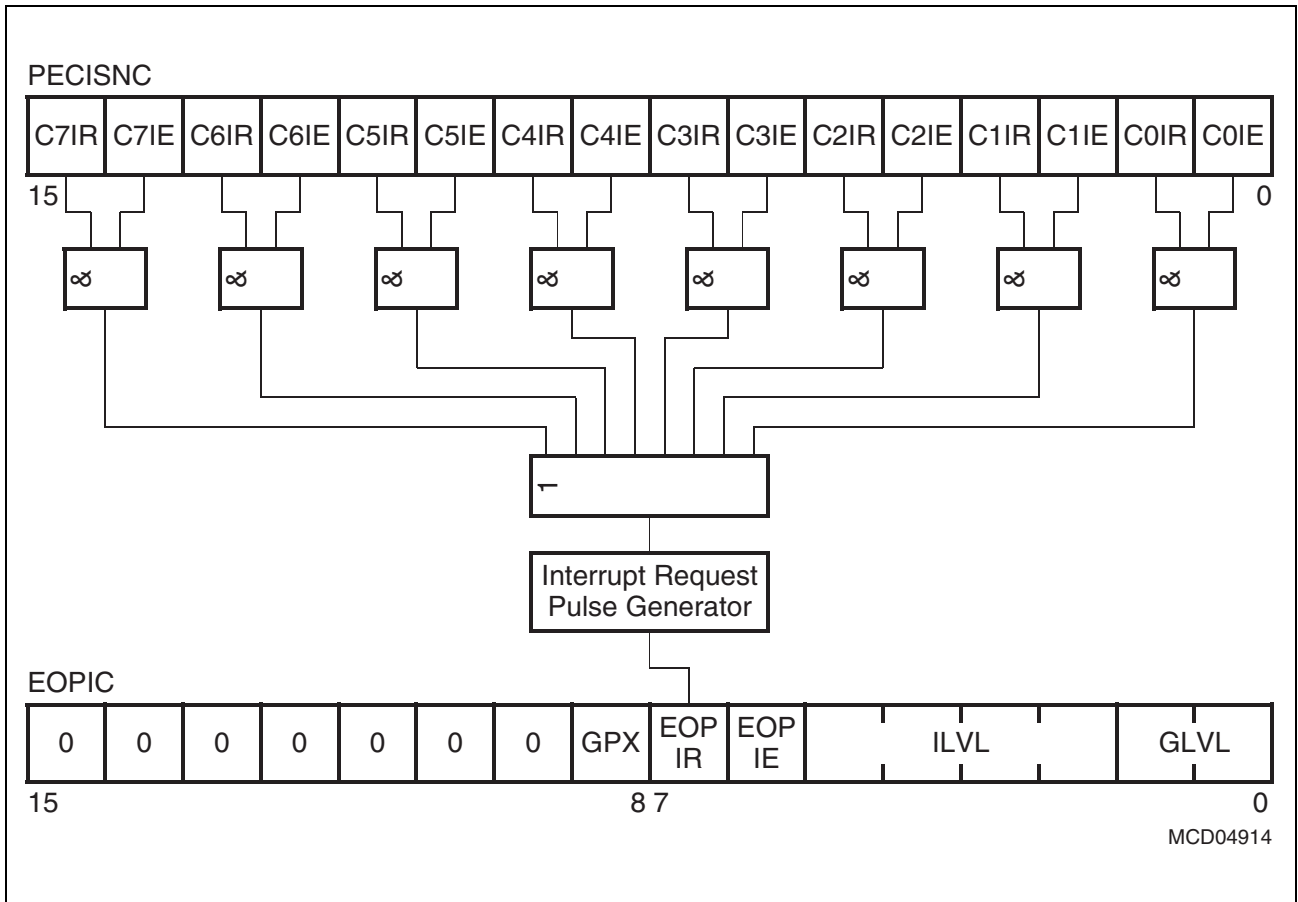 PECISNC
C7IR C7IE C6IR C6IE C5IR C5IE C4IR C4IE C3IR C3IE C2IR C2IE C1IR C1IE C0IR C0IE
15 0
& & & & & & & &
1
Interrupt Request
Pulse Generator
EOPIC
0 0 0 0 0 0 0 GPX EOP IR EOP IE ILVL GLVL
15 8 7 0
MCD04914